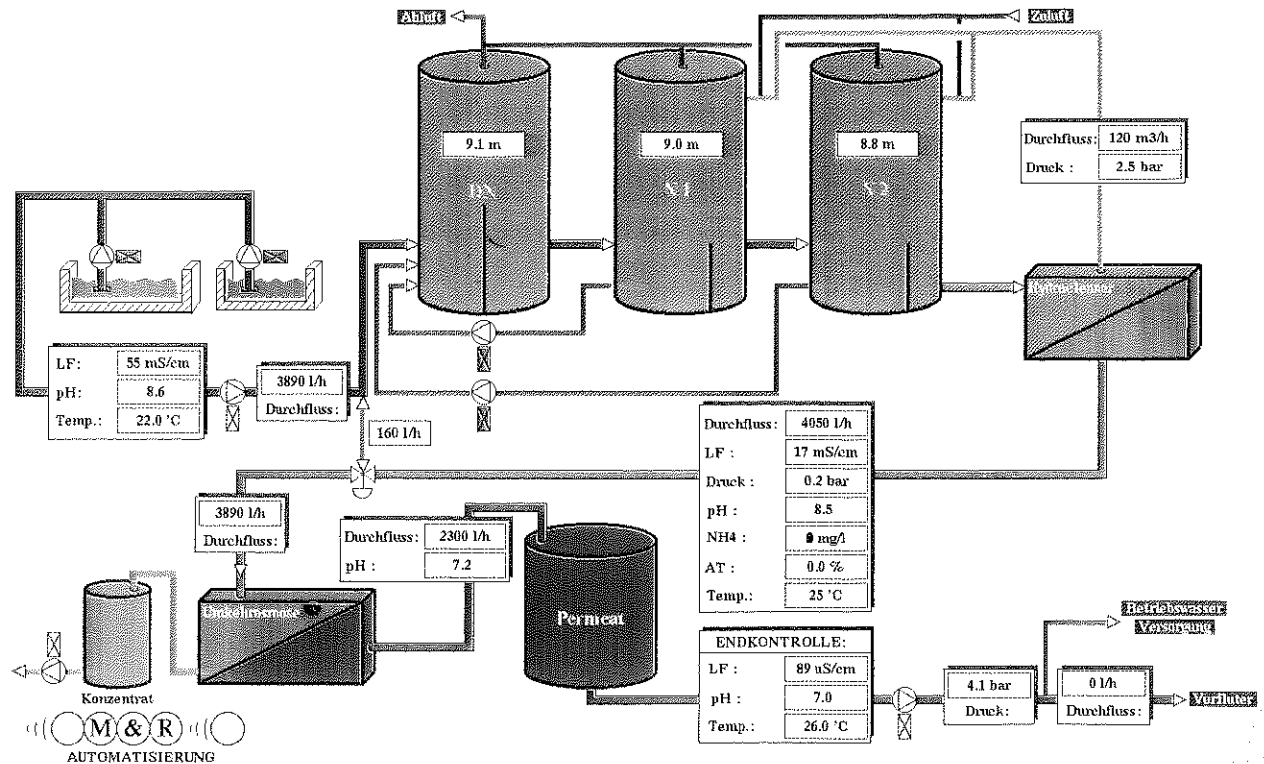 Abluft
Zuluft
9.1 m
9.0 m
8.8 m
Durchfluss: 120 m3/h
Druck : 2.5 bar
LF: 55 mS/cm
pH: 8.6
Temp.: 22.0 °C
3890 l/h
Durchfluss:
160 l/h
Durchfluss: 4050 l/h
LF : 17 mS/cm
Druck : 0.2 bar
pH : 8.5
NH4 : 9 mg/l
AT : 0.0 %
Temp.: 25 °C
3890 l/h
Durchfluss:
Durchfluss: 2300 l/h
pH : 7.2
Permeat
Betriebswasser
Versorgung
ENDKONTROLLE:
LF : 89 uS/cm
pH : 7.0
Temp.: 26.0 °C
4.1 bar
Druck:
0 l/h
Durchfluss:
Vorfluter
Konzentrat
M & R
AUTOMATISIERUNG